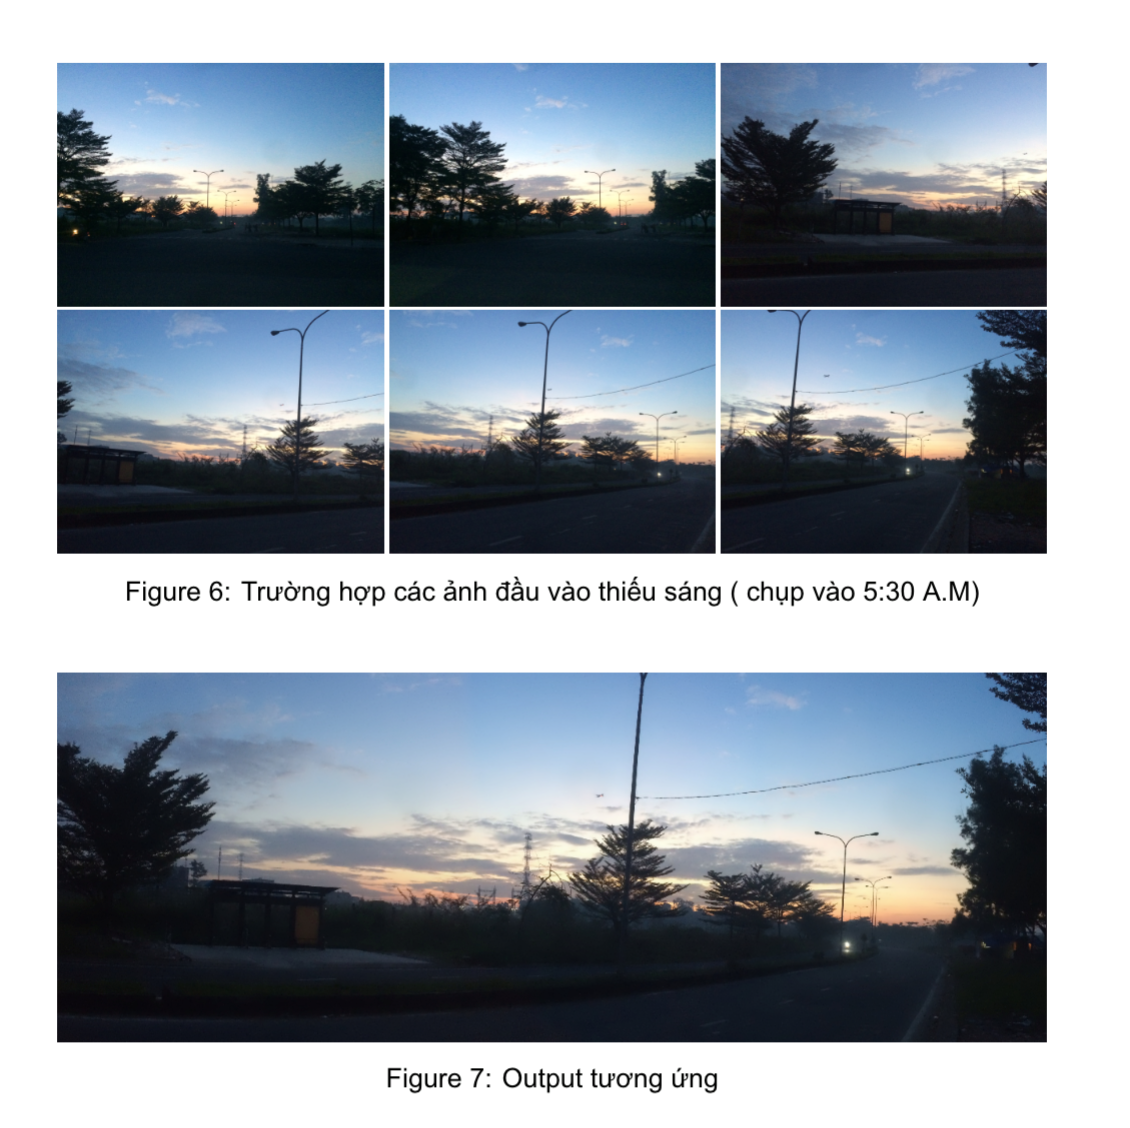 Figure 6: Trường hợp các ảnh đầu vào thiếu sáng ( chụp vào 5:30 A.M)
Figure 7: Output tương ứng